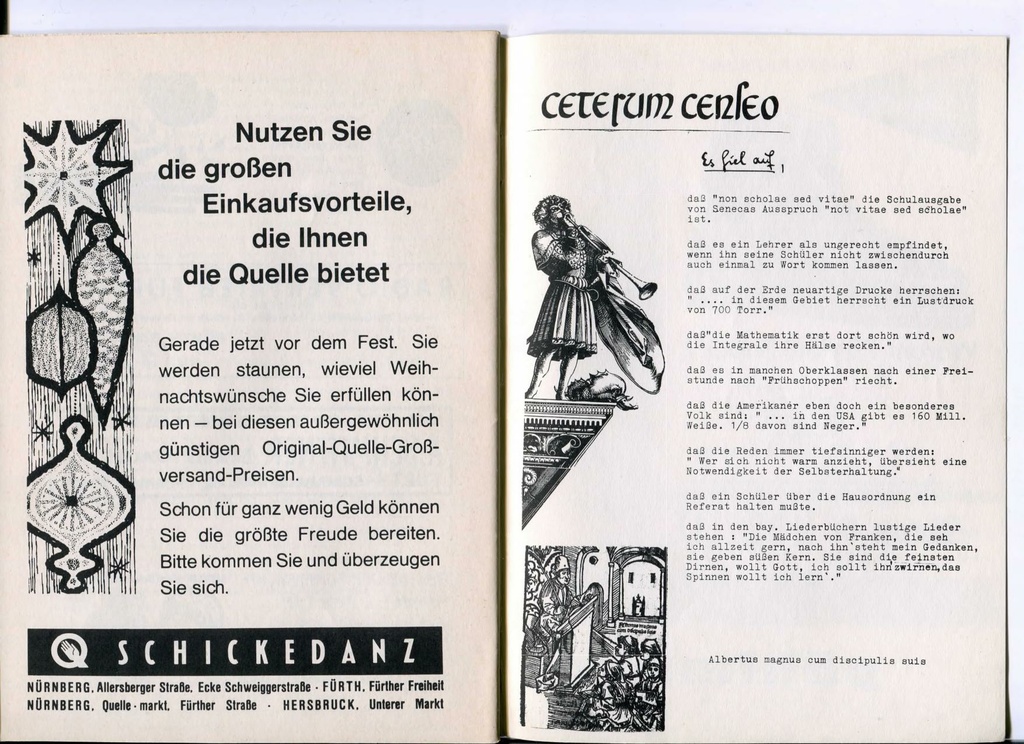 Nutzen Sie
die großen
Einkaufsvorteile,
die Ihnen
die Quelle bietet
Gerade jetzt vor dem Fest. Sie
werden staunen, wieviel Weih-
nachtswünsche Sie erfüllen kön-
nen – bei diesen außergewöhnlich
günstigen Original-Quelle-Groß-
versand-Preisen.
Schon für ganz wenig Geld können
Sie die größte Freude bereiten.
Bitte kommen Sie und überzeugen
Sie sich.
SCHICKEDANZ
NÜRNBERG, Allersberger Straße, Ecke Schweiggerstraße · FÜRTH, Fürther Freiheit
NÜRNBERG, Quelle-markt, Fürther Straße · HERSBRUCK, Unterer Markt
ceterum censeo
Es fiel auf,
daß "non scholae sed vitae" die Schulausgabe
von Senecas Ausspruch "not vitae sed scholae"
ist.
daß es ein Lehrer als ungerecht empfindet,
wenn ihn seine Schüler nicht zwischendurch
auch einmal zu Wort kommen lassen.
daß auf der Erde neuartige Drucke herrschen:
" .... in diesem Gebiet herrscht ein Lustdruck
von 700 Torr."
daß"die Mathematik erst dort schön wird, wo
die Integrale ihre Hälse recken."
daß es in manchen Oberklassen nach einer Frei-
stunde nach "Frühschoppen" riecht.
daß die Amerikaner eben doch ein besonderes
Volk sind: " ... in den USA gibt es 160 Mill.
Weiße. 1/8 davon sind Neger."
daß die Reden immer tiefsinniger werden:
" Wer sich nicht warm anzieht, übersieht eine
Notwendigkeit der Selbsterhaltung."
daß ein Schüler über die Hausordnung ein
Referat halten mußte.
daß in den bay. Liederbüchern lustige Lieder
stehen : "Die Mädchen von Franken, die seh
ich allzeit gern, nach ihn'steht mein Gedanken,
sie geben süßen Kern. Sie sind die feinsten
Dirnen, wollt Gott, ich sollt ihn zwirnen, das
Spinnen wollt ich lern'."
Albertus magnus cum discipulis suis